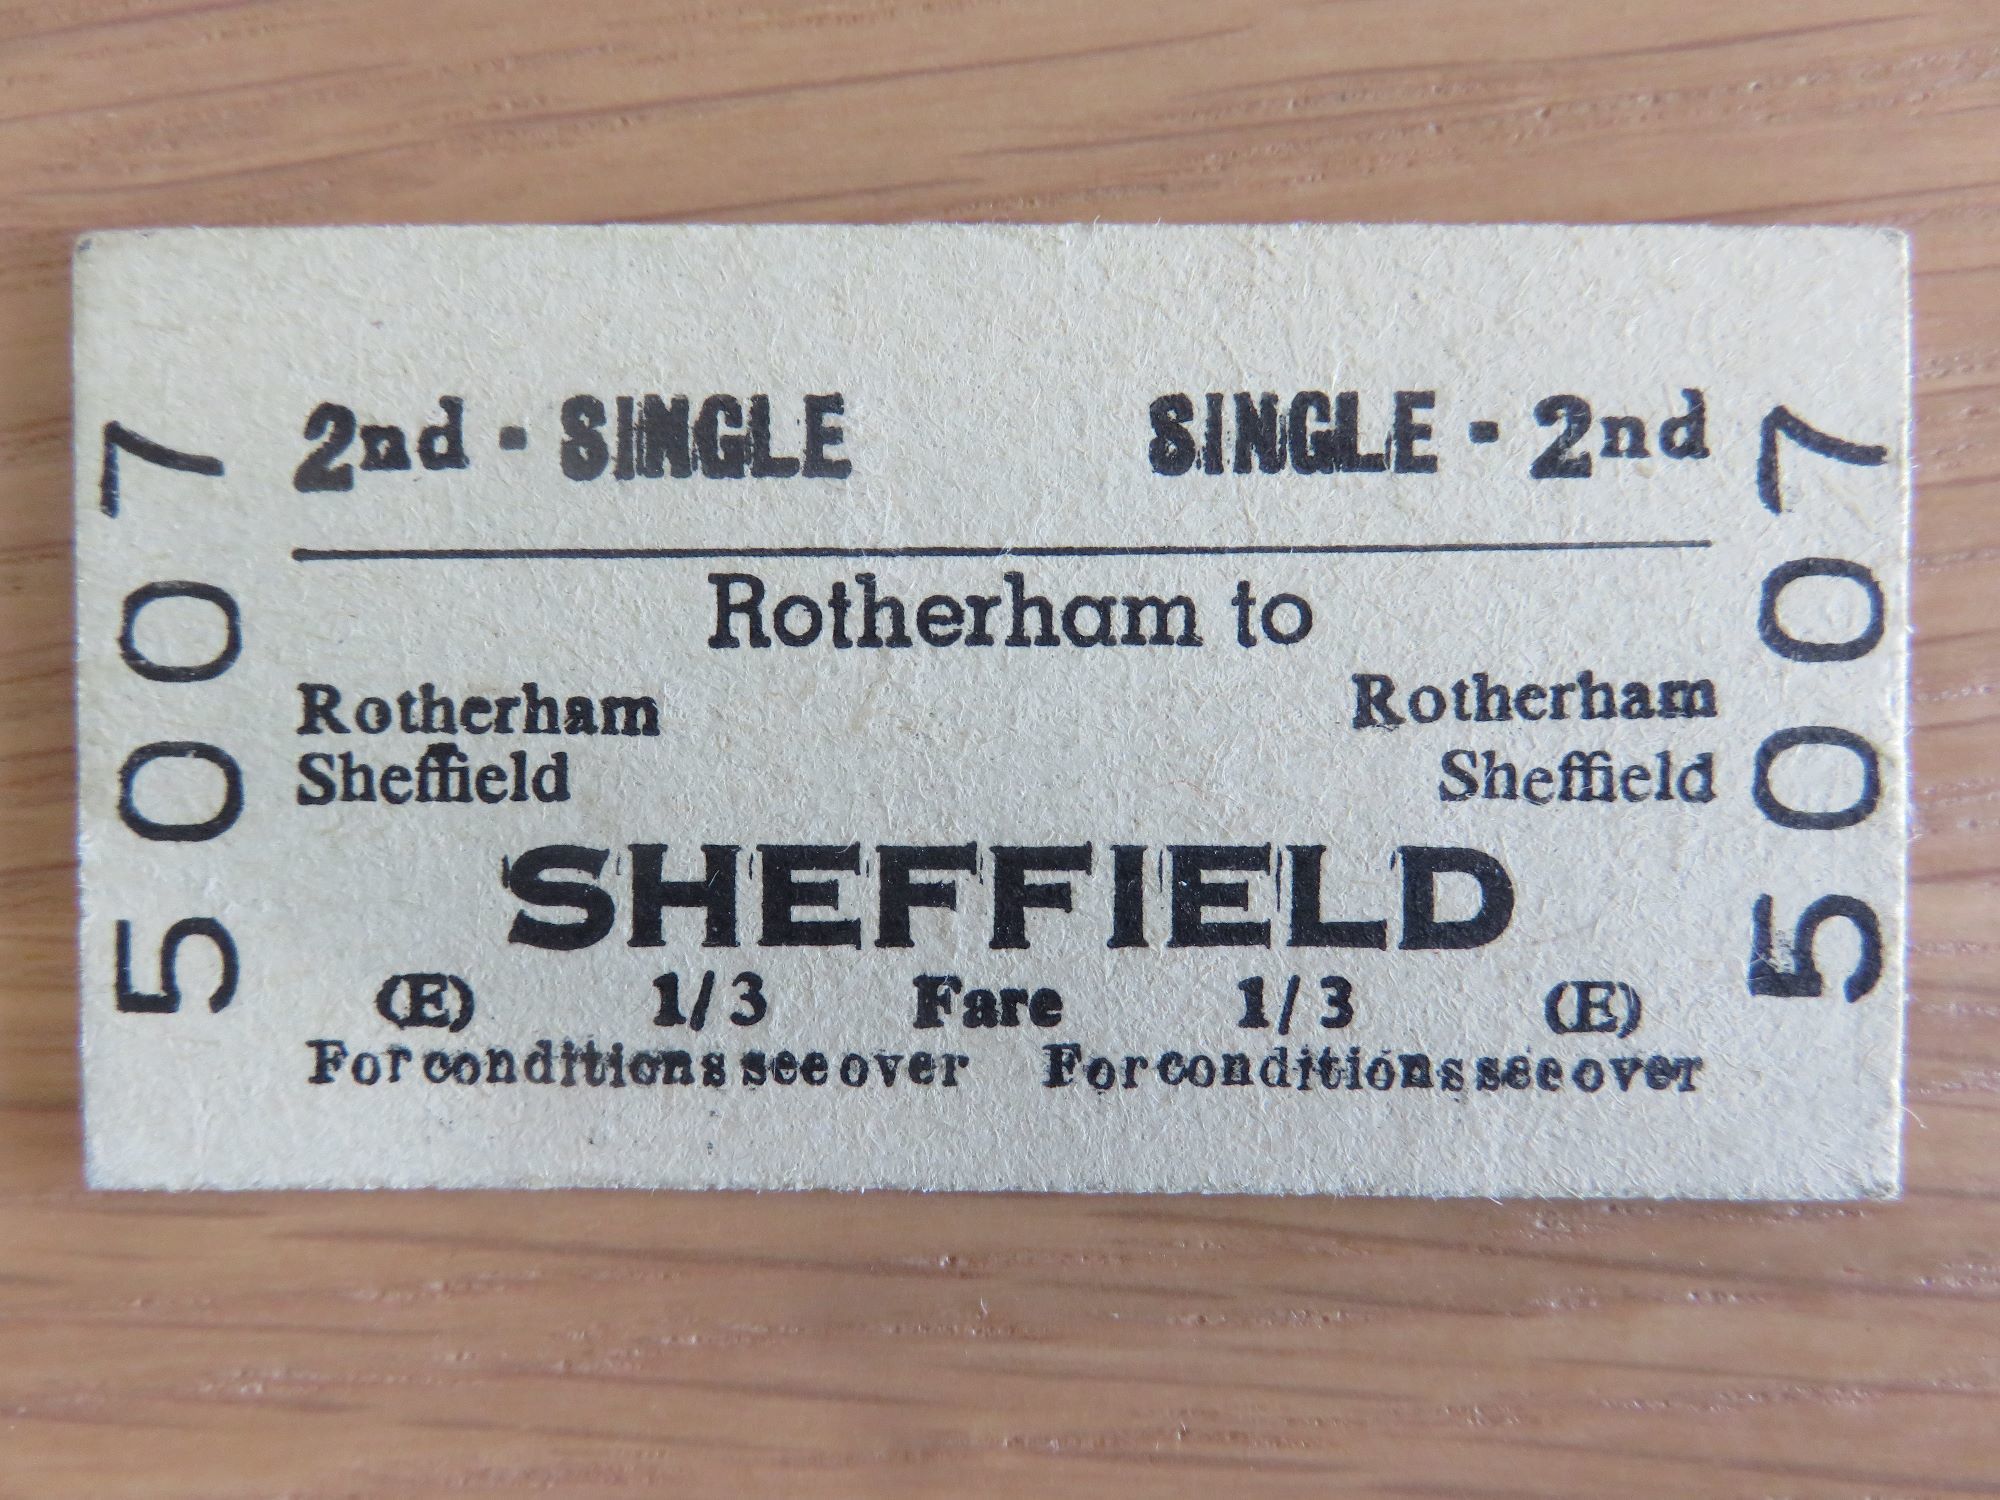 2nd - SINGLE SINGLE - 2nd
Rotherham to
Rotherham Rotherham
Sheffield Sheffield
SHEFFIELD
(E) 1/3 Fare 1/3 (E)
For conditions see over For conditions see over
5007
5007